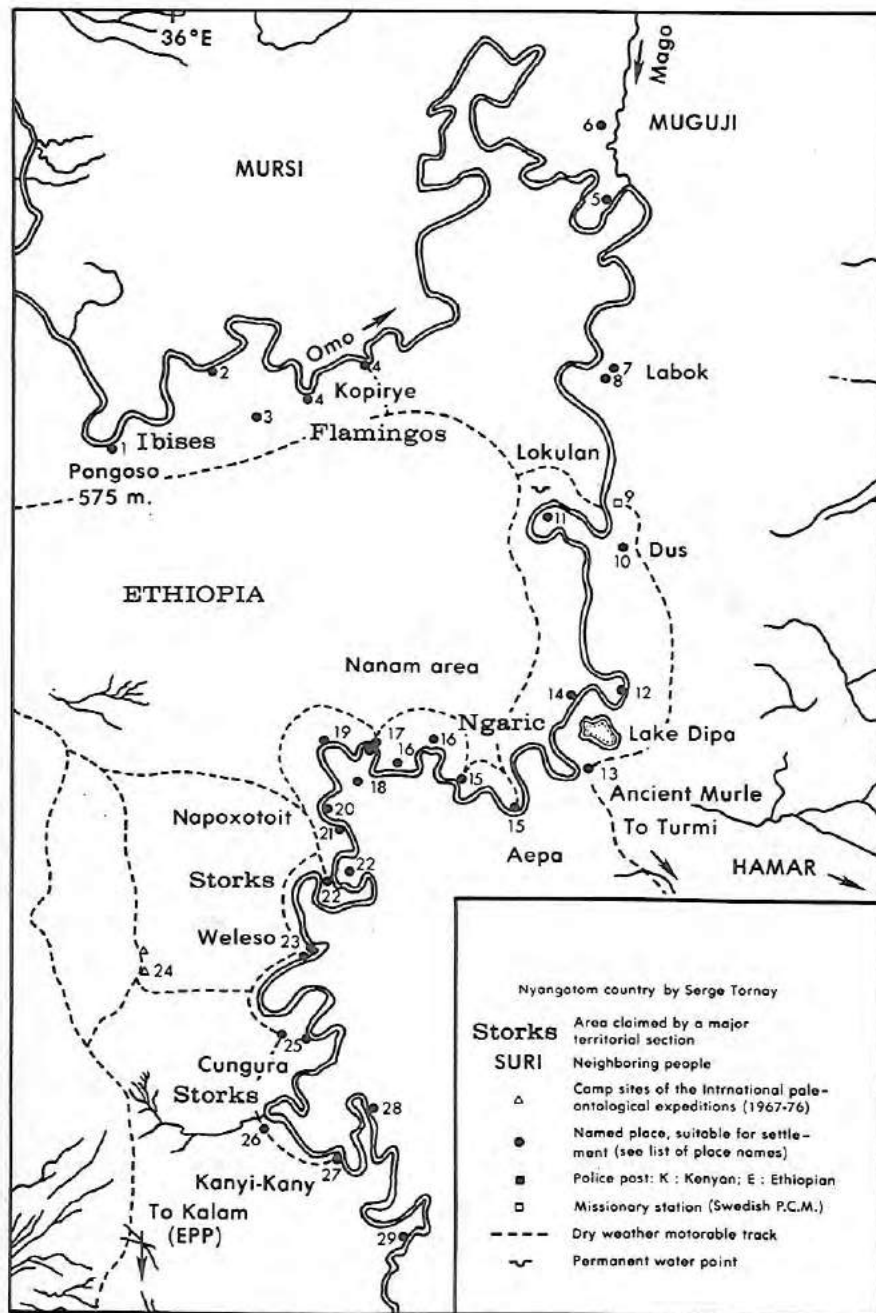 36°E
Mago
6
MUGUJI
MURSI
5
Omo
2
4
7
8
Labok
4
Kopirye
3
1
Ibises
Flamingos
Pongoso
575 m.
Lokulan
9
11
Dus
10
ETHIOPIA
Nanam area
14
12
Ngaric
19
17
16
16
Lake Dipa
15
13
18
Ancient Murle
20
15
Napoxotoit
To Turmi
21
Aepa
22
HAMAR
Storks
22
Weleso
23
24
25
Cungura
Storks
28
26
27
Kanyi-Kany
To Kalam
(EPP)
29
Nyangotom country by Serge Tornay
Storks
Area claimed by a major
territorial section
SURI
Neighboring people
Camp sites of the Intrnational pale-
ontological expeditions (1967-76)
Named place, suitable for settle-
ment (see list of place names)
Police post: K : Kenyan; E : Ethiopian
Missionary station (Swedish P.C.M.)
Dry weather motorable track
Permanent water point